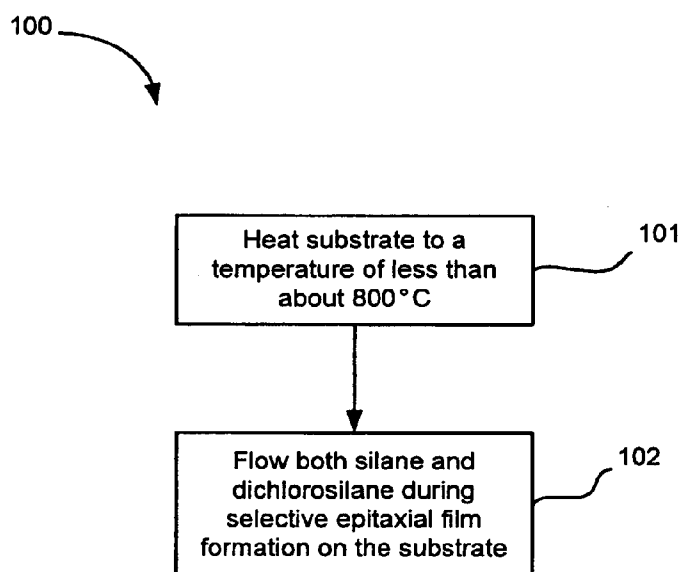 100
Heat substrate to a
temperature of less than
about 800°C
101
Flow both silane and
dichlorosilane during
selective epitaxial film
formation on the substrate
102